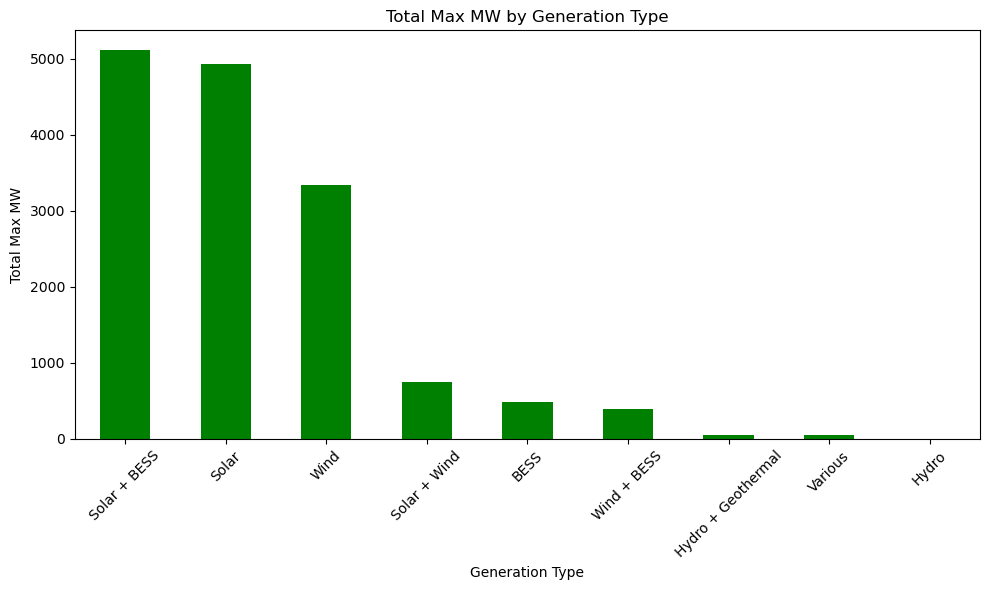 Total Max MW by Generation Type
Total Max MW
5000
4000
3000
2000
1000
0
Solar + BESS
Solar
Wind
Solar + Wind
BESS
Wind + BESS
Hydro + Geothermal
Various
Hydro
Generation Type